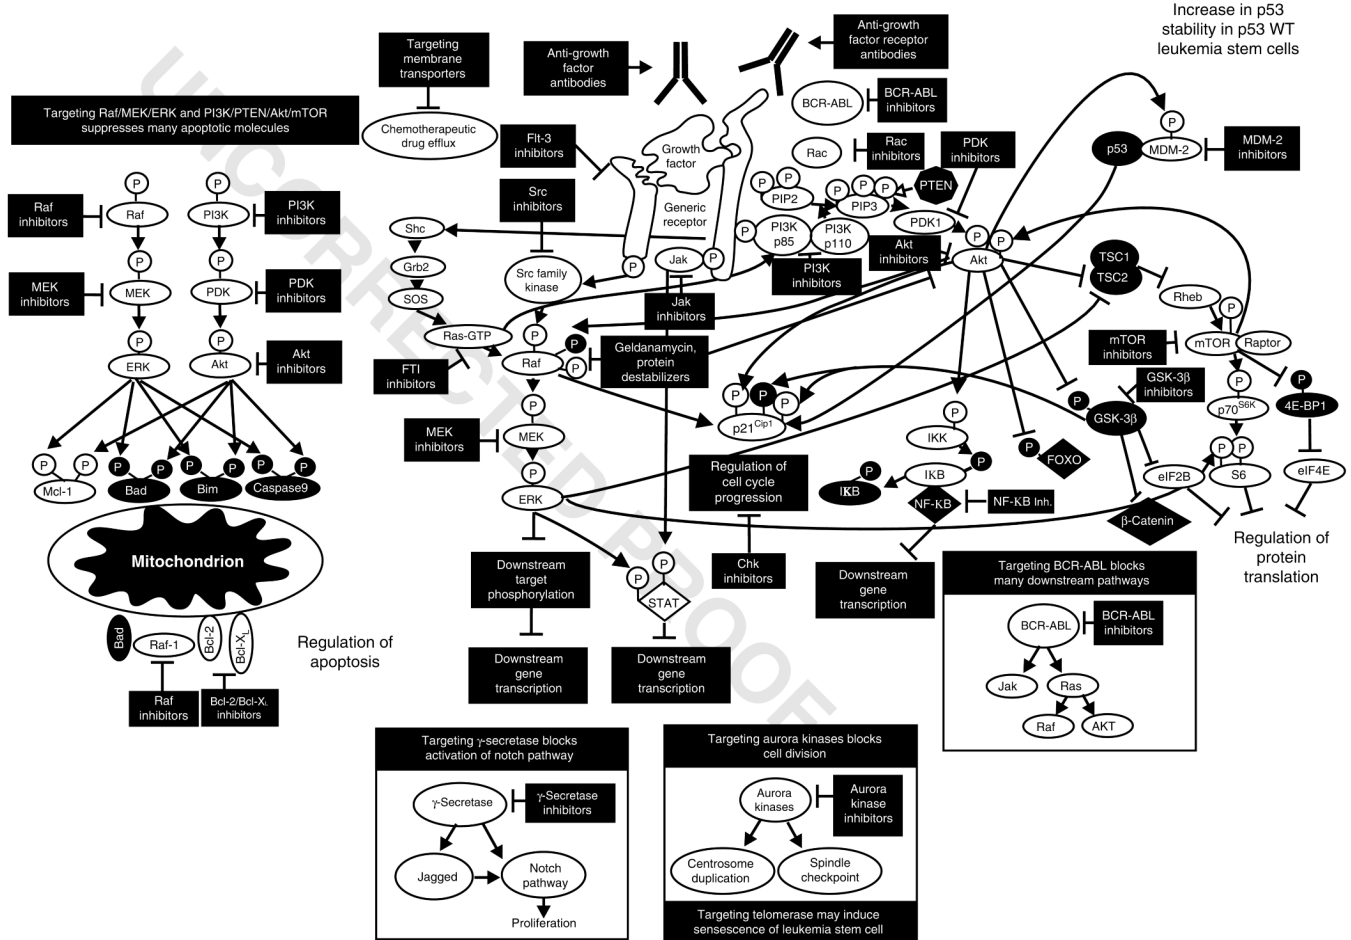 Increase in p53
stability in p53 WT
leukemia stem cells
Targeting
membrane
transporters
Anti-growth
factor
antibodies
Anti-growth
factor receptor
antibodies
Targeting Raf/MEK/ERK and PI3K/PTEN/Akt/mTOR
suppresses many apoptotic molecules
Chemotherapeutic
drug efflux
Flt-3
inhibitors
Growth
factor
Generic
receptor
BCR-ABL
BCR-ABL
inhibitors
Rac
Rac
inhibitors
PDK
inhibitors
P
p53
MDM-2
MDM-2
inhibitors
Raf
inhibitors
P
Raf
P
PI3K
PI3K
inhibitors
Src
inhibitors
P
P
PIP2
P
P
P
PIP3
PTEN
Shc
P
PI3K
p85
PI3K
p110
PDK1
P
P
Akt
Akt
inhibitors
TSC1
TSC2
Grb2
P
Jak
P
Src family
kinase
PI3K
inhibitors
MEK
inhibitors
P
MEK
P
PDK
PDK
inhibitors
SOS
Jak
inhibitors
Rheb
P
P
mTOR
Raptor
mTOR
inhibitors
P
ERK
P
Akt
Akt
inhibitors
Ras-GTP
FTI
inhibitors
P
Raf
P
P
Geldanamycin,
protein
destabilizers
GSK-3β
inhibitors
P
P
P
p21Cip1
P
GSK-3β
P
p70S6K
P
4E-BP1
MEK
inhibitors
P
MEK
P
IKK
P
P
FOXO
P
P
Mcl-1
P
P
Bad
P
P
Bim
P
P
Caspase9
P
ERK
Regulation of
cell cycle
progression
P
IKB
IKB
NF-KB
NF-KB Inh.
eIF2B
P
P
S6
eIF4E
β-Catenin
Mitochondrion
Regulation of
protein
translation
Downstream
target
phosphorylation
P
P
STAT
Chk
inhibitors
Downstream
gene
transcription
Targeting BCR-ABL blocks
many downstream pathways
BCR-ABL
BCR-ABL
inhibitors
Jak
Ras
Raf
AKT
Bad
Raf-1
Bcl-2
Bcl-XL
Regulation of
apoptosis
Raf
inhibitors
Bcl-2/Bcl-XL
inhibitors
Downstream
gene
transcription
Downstream
gene
transcription
Targeting γ-secretase blocks
activation of notch pathway
γ-Secretase
γ-Secretase
inhibitors
Jagged
Notch
pathway
Proliferation
Targeting aurora kinases blocks
cell division
Aurora
kinases
Aurora
kinase
inhibitors
Centrosome
duplication
Spindle
checkpoint
Targeting telomerase may induce
sensescence of leukemia stem cell
UNCORRECTED PROOF